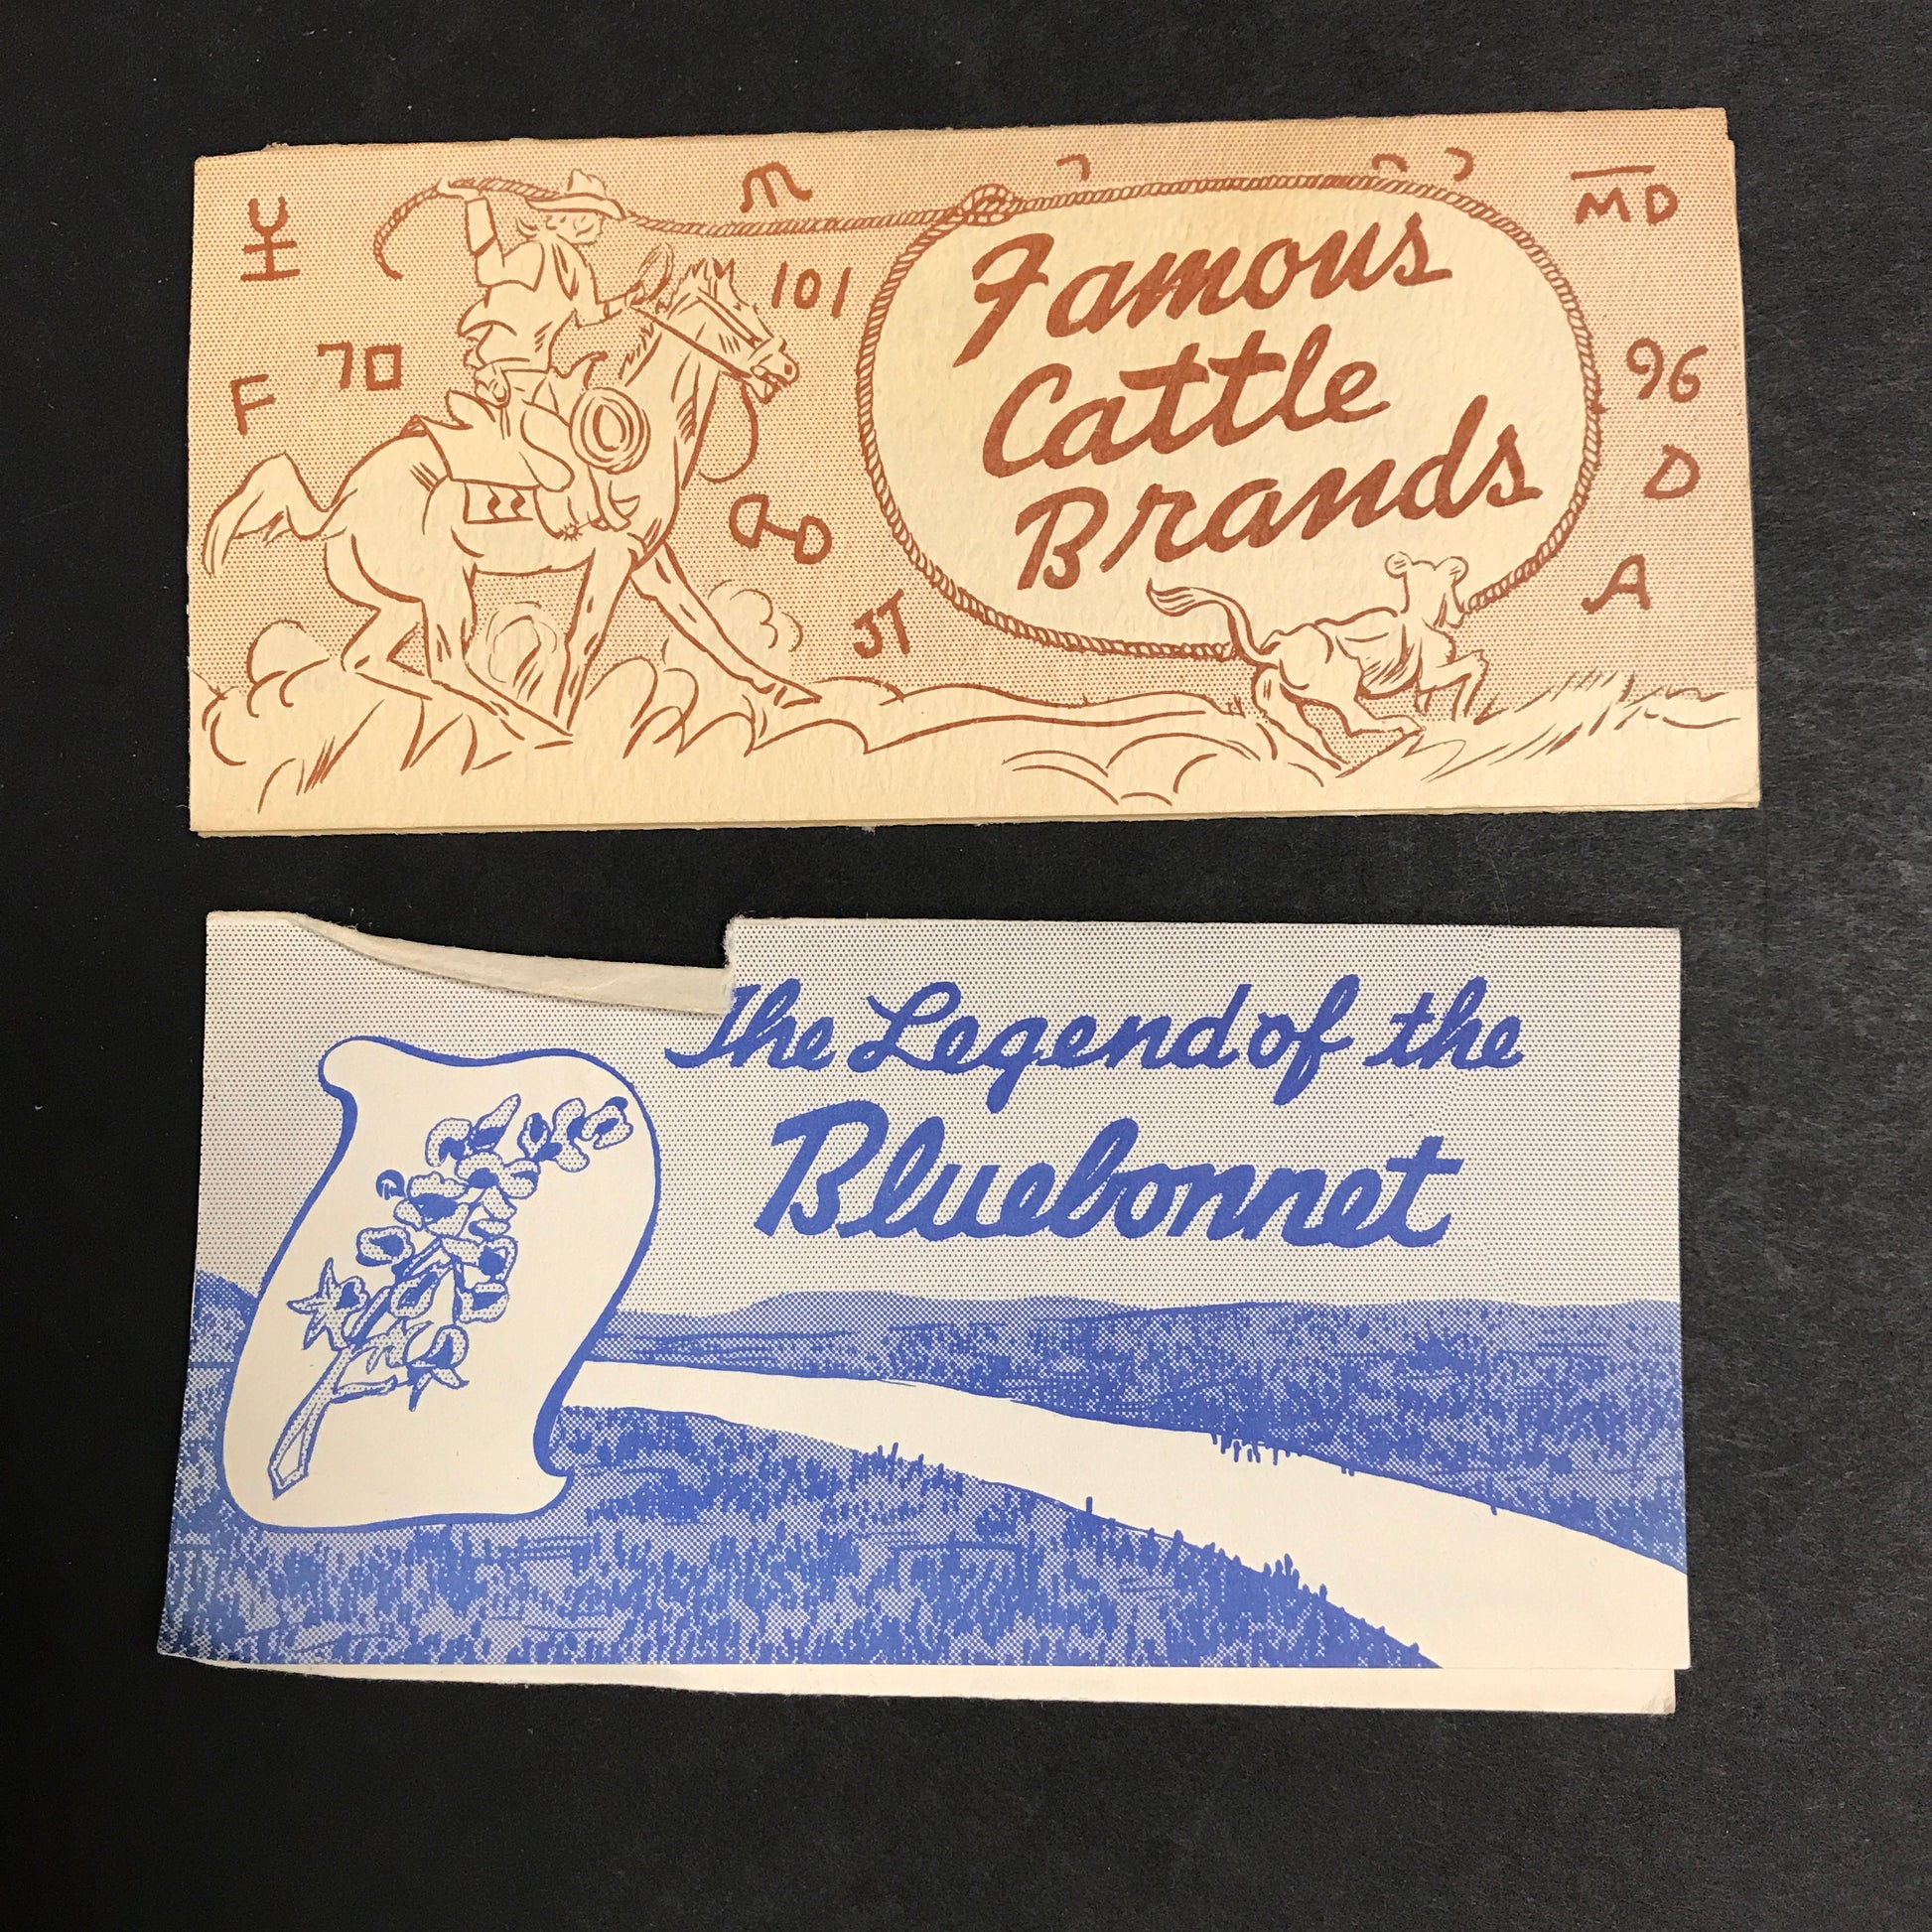 101
MD
F
70
Famous
Cattle
Brands
96
D
JT
A
The Legend of the
Bluebonnet